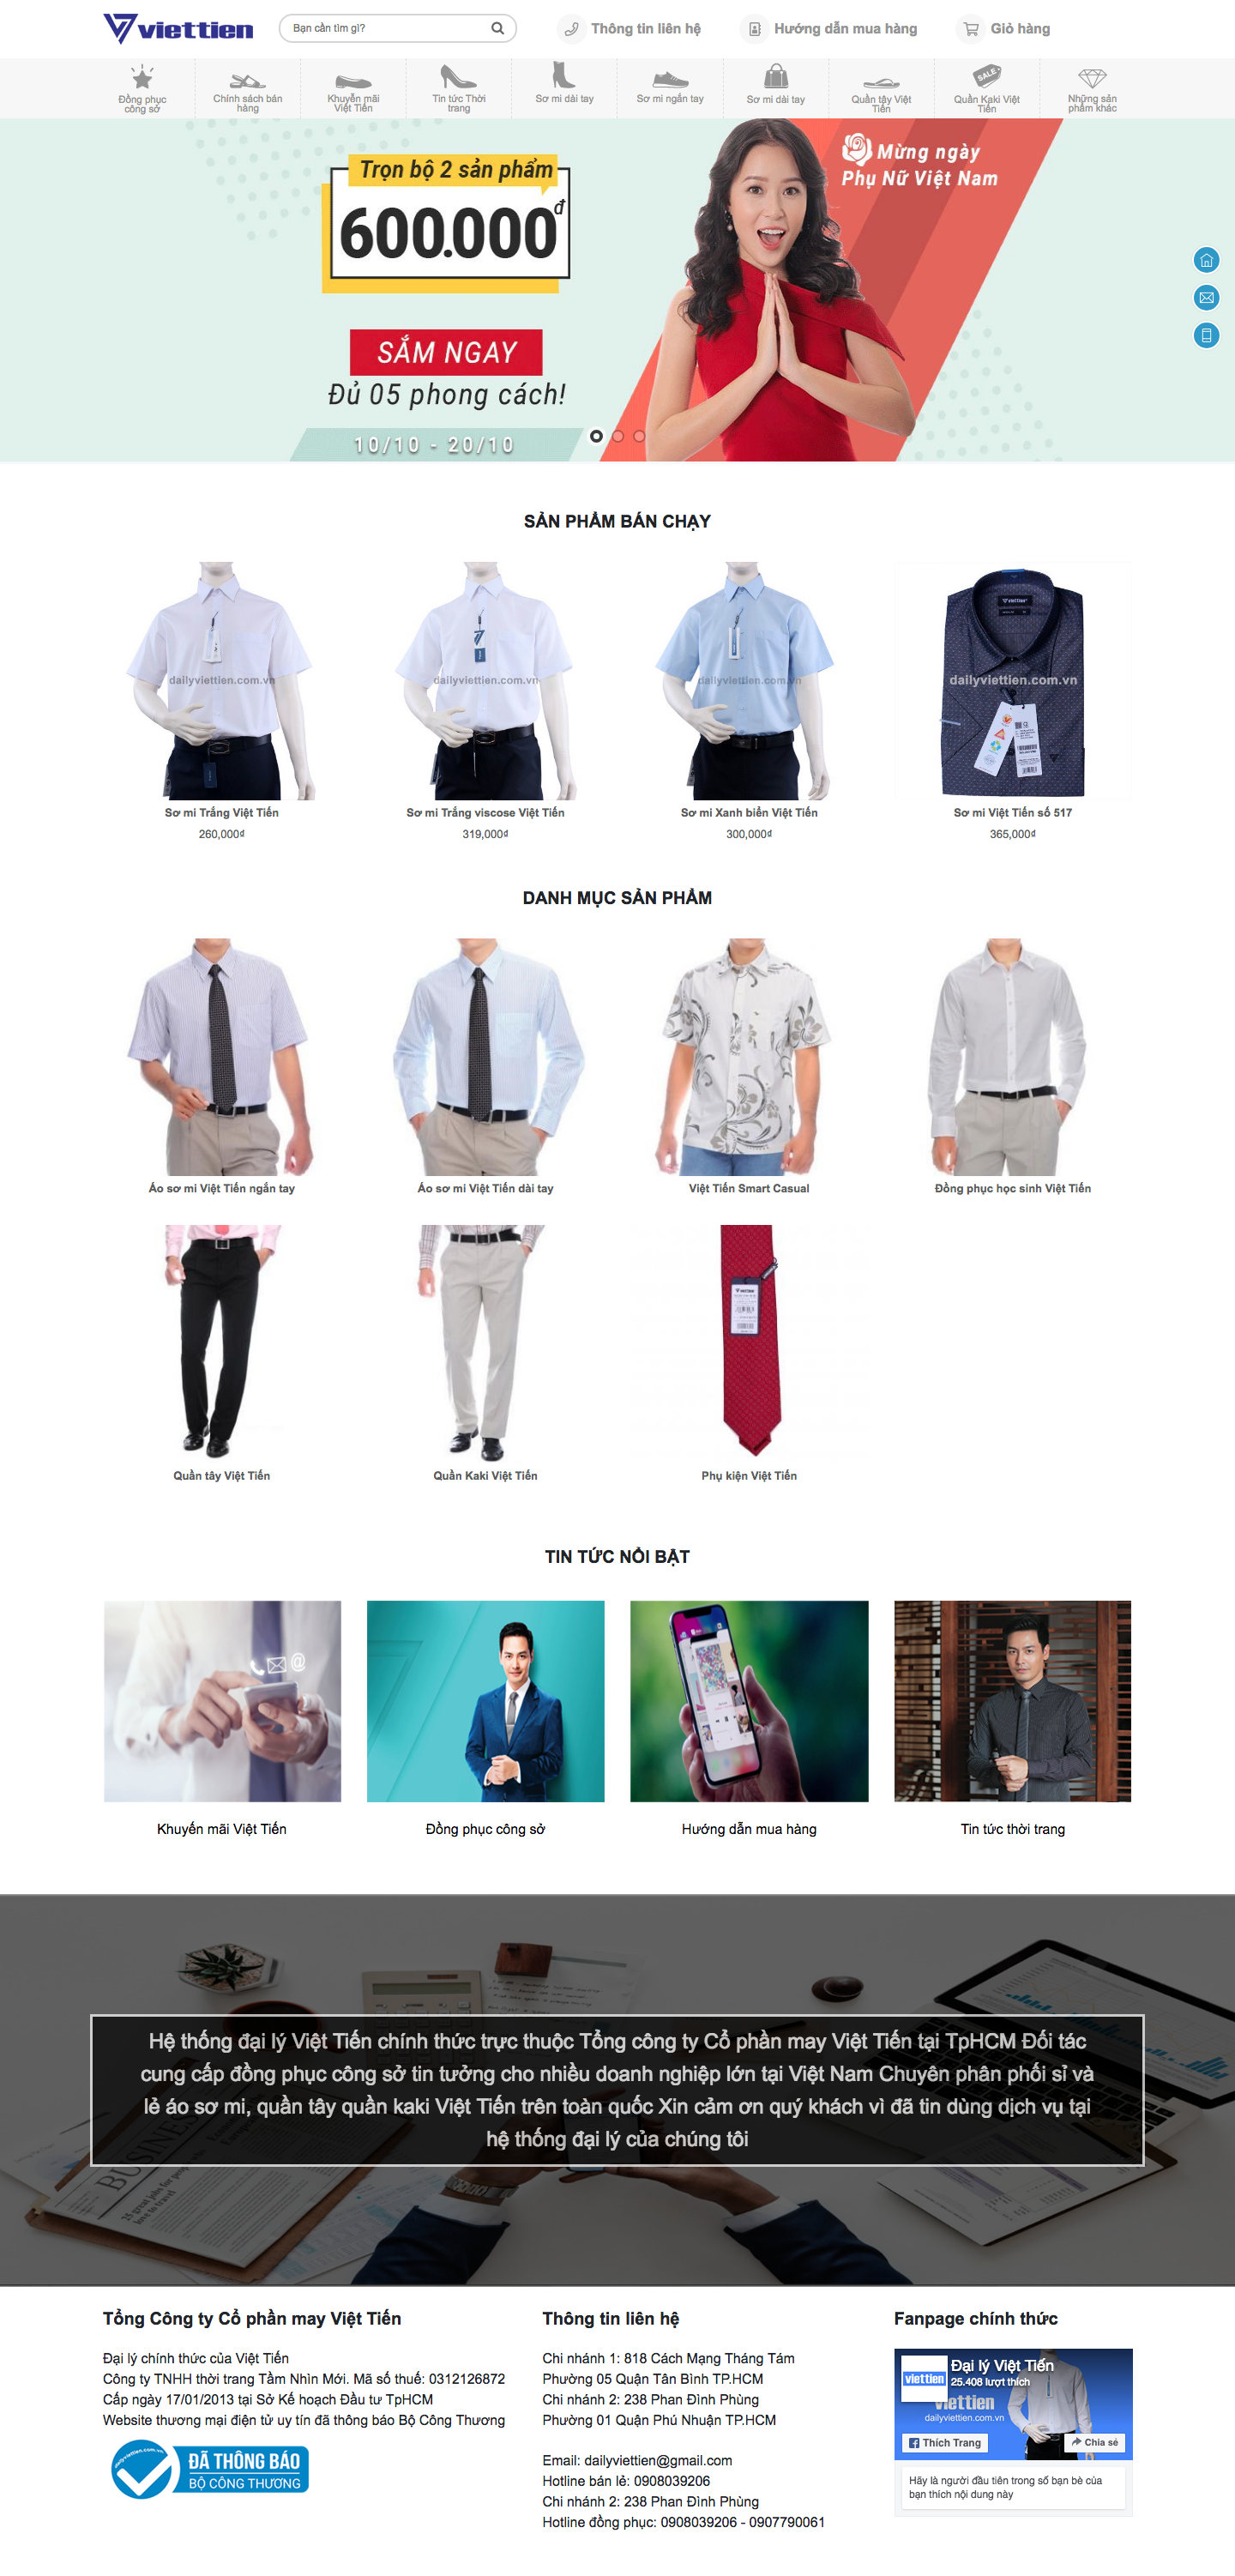 viettien
Bạn cần tìm gì?
Thông tin liên hệ
Hướng dẫn mua hàng
Giỏ hàng
Đồng phục
công sở
Chính sách bán
hàng
Khuyễn mãi
Việt Tiến
Tin tức Thời
trang
Sơ mi dài tay
Sơ mi ngắn tay
Sơ mi dài tay
Quần tây Việt
Tiến
SALE
Quần Kaki Việt
Tiến
Những sản
phẩm khác
Trọn bộ 2 sản phẩm
600.000đ
SẮM NGAY
Đủ 05 phong cách!
10/10 - 20/10
Mừng ngày
Phụ Nữ Việt Nam
SẢN PHẨM BÁN CHẠY
dailyviettien.com.vn
dailyviettien.com.vn
dailyviettien.com.vn
viettien
dailyviettien.com.vn
Sơ mi Trắng Việt Tiến
260,000₫
Sơ mi Trắng viscose Việt Tiến
319,000₫
Sơ mi Xanh biển Việt Tiến
300,000₫
Sơ mi Việt Tiến số 517
365,000₫
DANH MỤC SẢN PHẨM
Áo sơ mi Việt Tiến ngắn tay
Áo sơ mi Việt Tiến dài tay
Việt Tiến Smart Casual
Đồng phục học sinh Việt Tiến
Quần tây Việt Tiến
Quần Kaki Việt Tiến
Phụ kiện Việt Tiến
TIN TỨC NỔI BẬT
Khuyến mãi Việt Tiến
Đồng phục công sở
Hướng dẫn mua hàng
Tin tức thời trang
BUSINESS
Hệ thống đại lý Việt Tiến chính thức trực thuộc Tổng công ty Cổ phần may Việt Tiến tại TpHCM Đối tác
cung cấp đồng phục công sở tin tưởng cho nhiều doanh nghiệp lớn tại Việt Nam Chuyên phân phối sỉ và
lẻ áo sơ mi, quần tây quần kaki Việt Tiến trên toàn quốc Xin cảm ơn quý khách vì đã tin dùng dịch vụ tại
hệ thống đại lý của chúng tôi
Tổng Công ty Cổ phần may Việt Tiến
Đại lý chính thức của Việt Tiến
Công ty TNHH thời trang Tầm Nhìn Mới. Mã số thuế: 0312126872
Cấp ngày 17/01/2013 tại Sở Kế hoạch Đầu tư TpHCM
Website thương mại điện tử uy tín đã thông báo Bộ Công Thương
dailyviettien.com.vn
ĐÃ THÔNG BÁO
BỘ CÔNG THƯƠNG
Thông tin liên hệ
Chi nhánh 1: 818 Cách Mạng Tháng Tám
Phường 05 Quận Tân Bình TP.HCM
Chi nhánh 2: 238 Phan Đình Phùng
Phường 01 Quận Phú Nhuận TP.HCM
Email: dailyviettien@gmail.com
Hotline bán lẻ: 0908039206
Chi nhánh 2: 238 Phan Đình Phùng
Hotline đồng phục: 0908039206 - 0907790061
Fanpage chính thức
viettien
Đại lý Việt Tiến
25.408 lượt thích
viettien
dailyviettien.com.vn
Thích Trang
Chia sẻ
Hãy là người đầu tiên trong số bạn bè của
bạn thích nội dung này